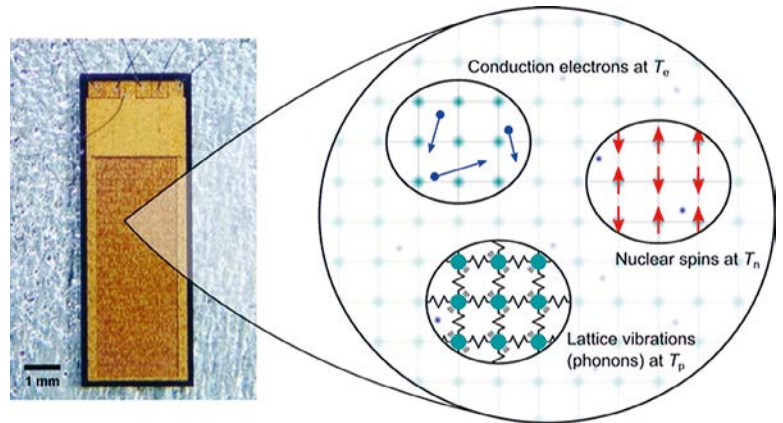 Conduction electrons at Te
Nuclear spins at Tn
Lattice vibrations
(phonons) at Tp
1 mm